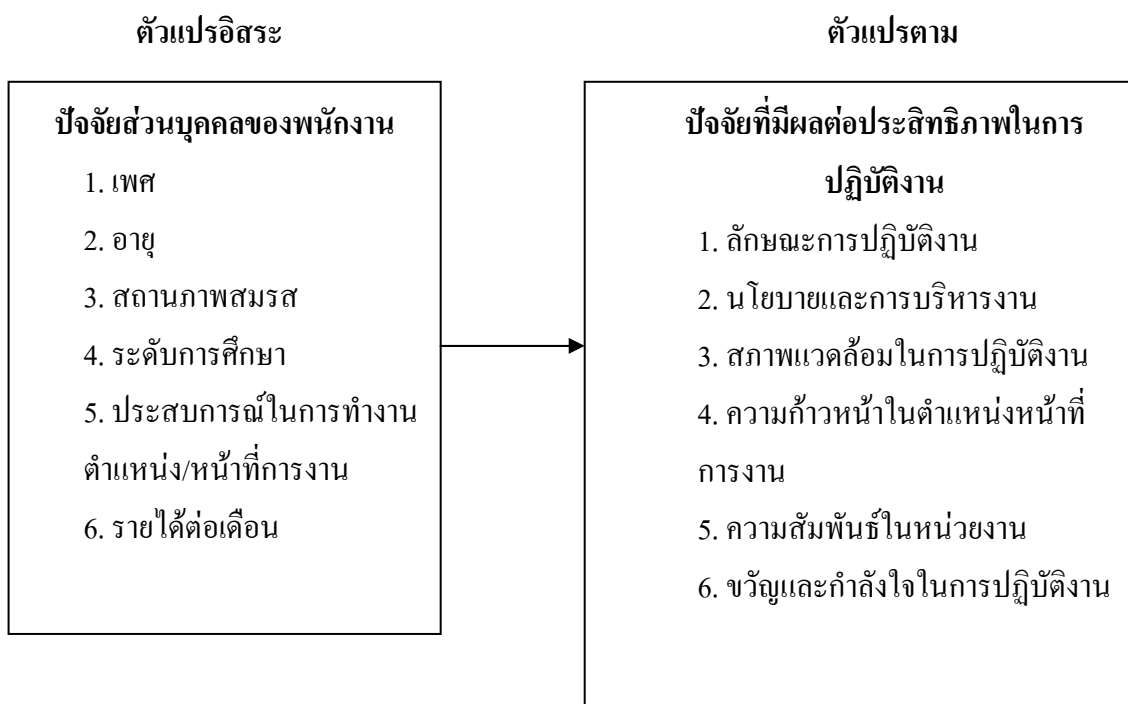 ตัวแปรอิสระ
ตัวแปรตาม
ปัจจัยส่วนบุคคลของพนักงาน
1. เพศ
2. อายุ
3. สถานภาพสมรส
4. ระดับการศึกษา
5. ประสบการณ์ในการทำงาน
ตำแหน่ง/หน้าที่การงาน
6. รายได้ต่อเดือน
ปัจจัยที่มีผลต่อประสิทธิภาพในการ
ปฏิบัติงาน
1. ลักษณะการปฏิบัติงาน
2. นโยบายและการบริหารงาน
3. สภาพแวดล้อมในการปฏิบัติงาน
4. ความก้าวหน้าในตำแหน่งหน้าที่
การงาน
5. ความสัมพันธ์ในหน่วยงาน
6. ขวัญและกำลังใจในการปฏิบัติงาน